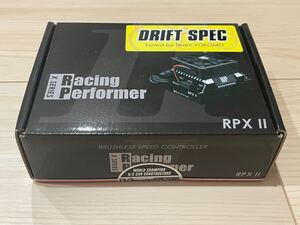 DRIFT SPEC
Tuned by Team YOKOMO
X SERIES
Racing
Performer
RPX II
BRUSHLESS SPEED CONTROLLER
X SERIES
Racing
Performer
RPX II
WORLD CHAMPION
R/C CAR CONSTRUCTORS